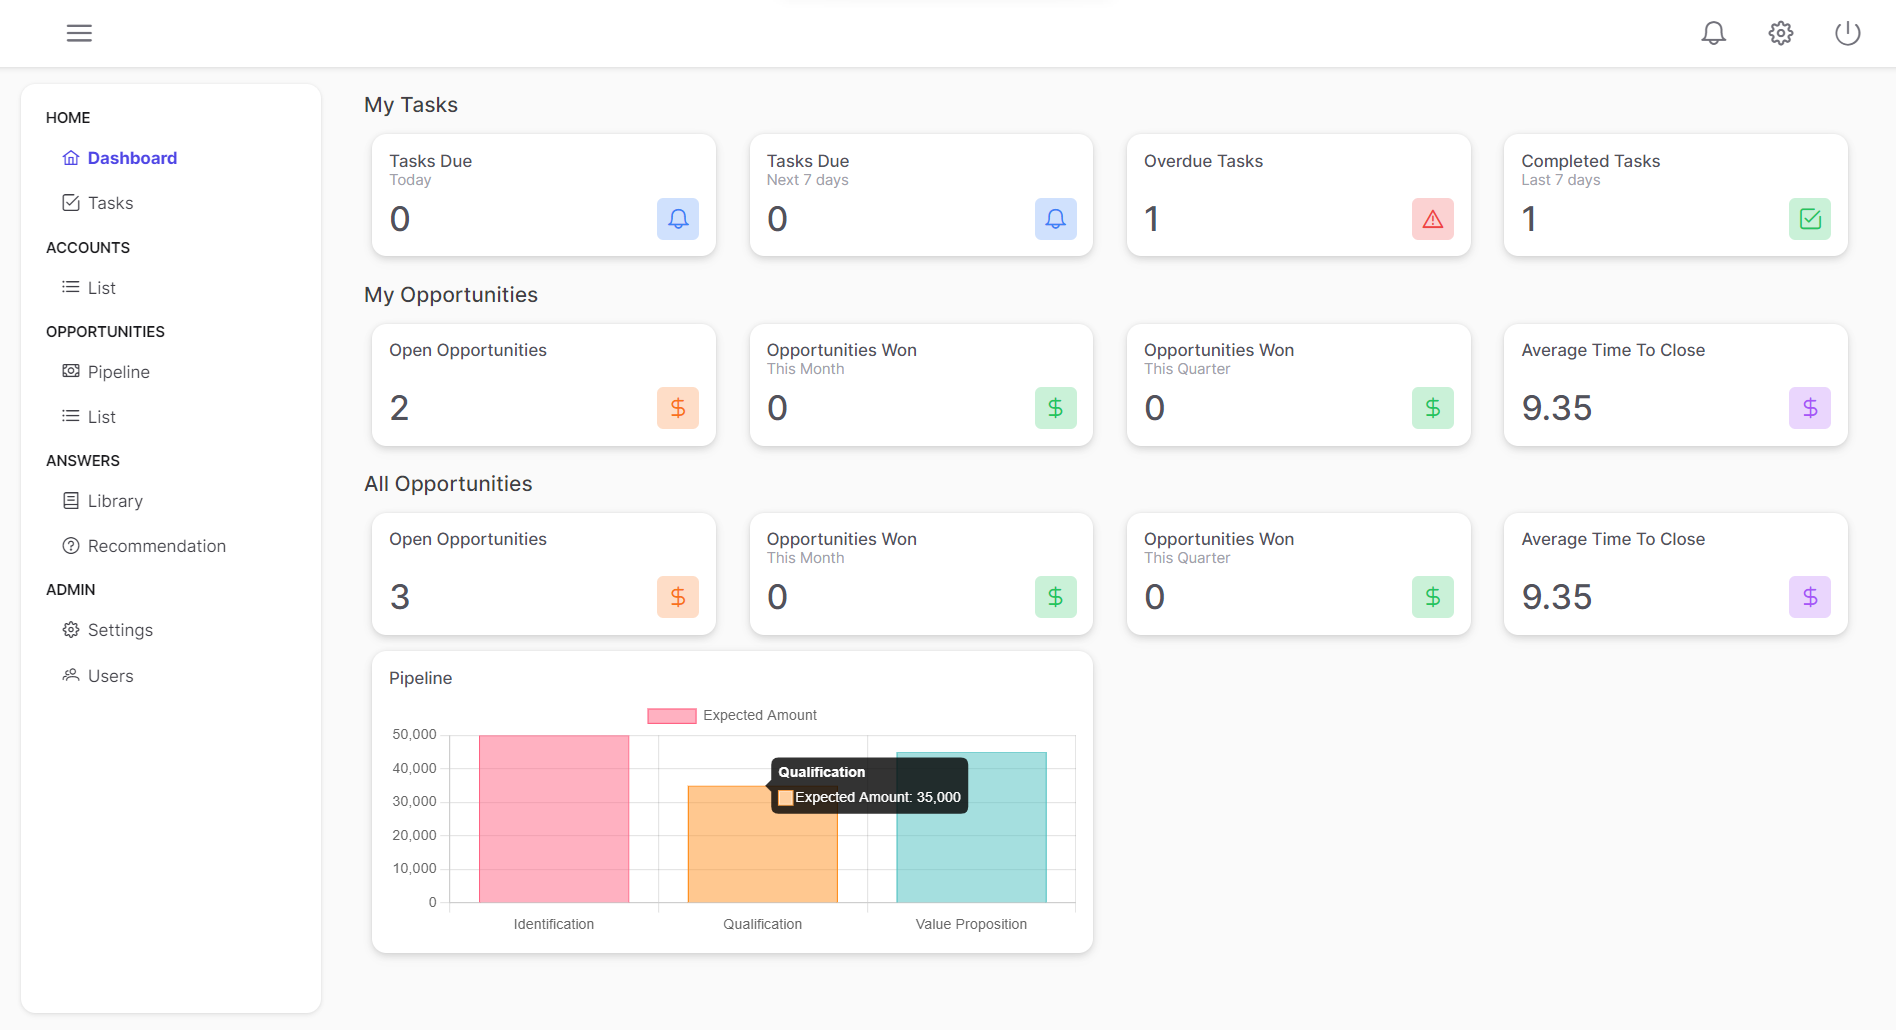 HOME
Dashboard
Tasks
ACCOUNTS
List
OPPORTUNITIES
Pipeline
List
ANSWERS
Library
Recommendation
ADMIN
Settings
Users
My Tasks
Tasks Due
Today
0
Tasks Due
Next 7 days
0
Overdue Tasks
1
Completed Tasks
Last 7 days
1
My Opportunities
Open Opportunities
2
Opportunities Won
This Month
0
Opportunities Won
This Quarter
0
Average Time To Close
9.35
All Opportunities
Open Opportunities
3
Opportunities Won
This Month
0
Opportunities Won
This Quarter
0
Average Time To Close
9.35
Pipeline
Expected Amount
50,000
40,000
30,000
20,000
10,000
0
Qualification
Expected Amount: 35,000
Identification
Qualification
Value Proposition